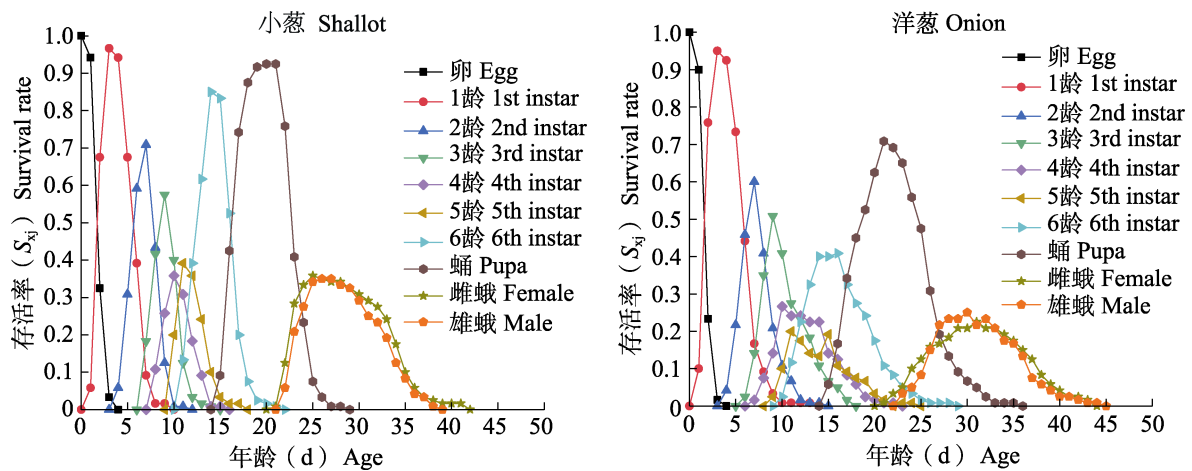 小葱 Shallot
存活率（Sxj） Survival rate
1.0
0.9
0.8
0.7
0.6
0.5
0.4
0.3
0.2
0.1
0
卵 Egg
1龄 1st instar
2龄 2nd instar
3龄 3rd instar
4龄 4th instar
5龄 5th instar
6龄 6th instar
蛹 Pupa
雌蛾 Female
雄蛾 Male
0 5 10 15 20 25 30 35 40 45 50
年龄（d） Age
洋葱 Onion
存活率（Sxj） Survival rate
1.0
0.9
0.8
0.7
0.6
0.5
0.4
0.3
0.2
0.1
0
卵 Egg
1龄 1st instar
2龄 2nd instar
3龄 3rd instar
4龄 4th instar
5龄 5th instar
6龄 6th instar
蛹 Pupa
雌蛾 Female
雄蛾 Male
0 5 10 15 20 25 30 35 40 45 50
年龄（d） Age